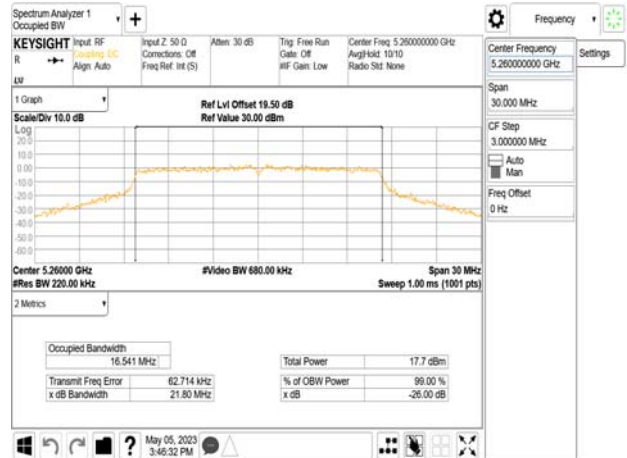 Spectrum Analyzer 1
Occupied BW
Frequency
KEYSIGHT
R
Input: RF
Coupling: DC
Align: Auto
Input Z: 50 Ω
Corrections: Off
Freq Ref: Int (S)
Atten: 30 dB
Trig: Free Run
Gate: Off
#IF Gain: Low
Center Freq: 5.260000000 GHz
Avg|Hold: 10/10
Radio Std: None
Center Frequency
5.260000000 GHz
Settings
Span
30.000 MHz
CF Step
3.000000 MHz
Auto
Man
Freq Offset
0 Hz
1 Graph
Scale/Div 10.0 dB
Ref Lvl Offset 19.50 dB
Ref Value 30.00 dBm
Log
20.0
10.0
0.00
-10.0
-20.0
-30.0
-40.0
-50.0
-60.0
Center 5.26000 GHz
#Res BW 220.00 kHz
#Video BW 680.00 kHz
Span 30 MHz
Sweep 1.00 ms (1001 pts)
2 Metrics
Occupied Bandwidth
16.541 MHz
Total Power 17.7 dBm
Transmit Freq Error 62.714 kHz
% of OBW Power 99.00 %
x dB Bandwidth 21.80 MHz
x dB -26.00 dB
?
May 05, 2023
3:46:32 PM